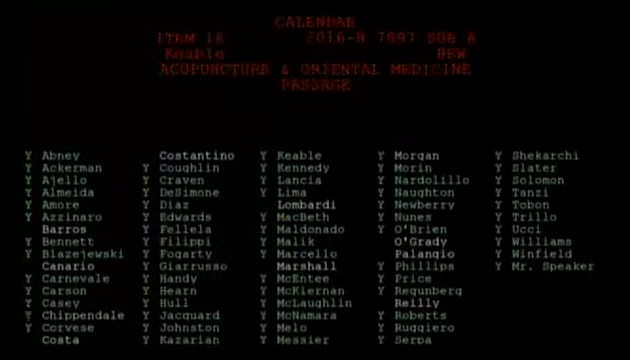 CALENDAR
ITEM 18 2016-H 7897 SUB A
Keable HEW
ACUPUNCTURE & ORIENTAL MEDICINE
PASSAGE
Y Abney
Y Ackerman
Y Ajello
Y Almeida
Y Amore
Y Azzinaro
Barros
Y Bennett
Y Blazejewski
Canario
Y Carnevale
Y Carson
Y Casey
Y Chippendale
Y Corvese
Costa
Costantino
Y Coughlin
Y Craven
Y DeSimone
Y Diaz
Y Edwards
Y Fellela
Y Filippi
Y Fogarty
Y Giarrusso
Y Handy
Y Hearn
Y Hull
Y Jacquard
Y Johnston
Y Kazarian
Y Keable
Y Kennedy
Y Lancia
Y Lima
Lombardi
Y MacBeth
Y Maldonado
Y Malik
Y Marcello
Marshall
Y McEntee
Y McKiernan
Y McLaughlin
Y McNamara
Y Melo
Y Messier
Y Morgan
Y Morin
Y Nardolillo
Y Naughton
Y Newberry
Y Nunes
Y O'Brien
O'Grady
Palangio
Y Phillips
Y Price
Y Regunberg
Reilly
Y Roberts
Y Ruggiero
Y Serpa
Y Shekarchi
Y Slater
Y Solomon
Y Tanzi
Y Tobon
Y Trillo
Y Ucci
Y Williams
Y Winfield
Y Mr. Speaker